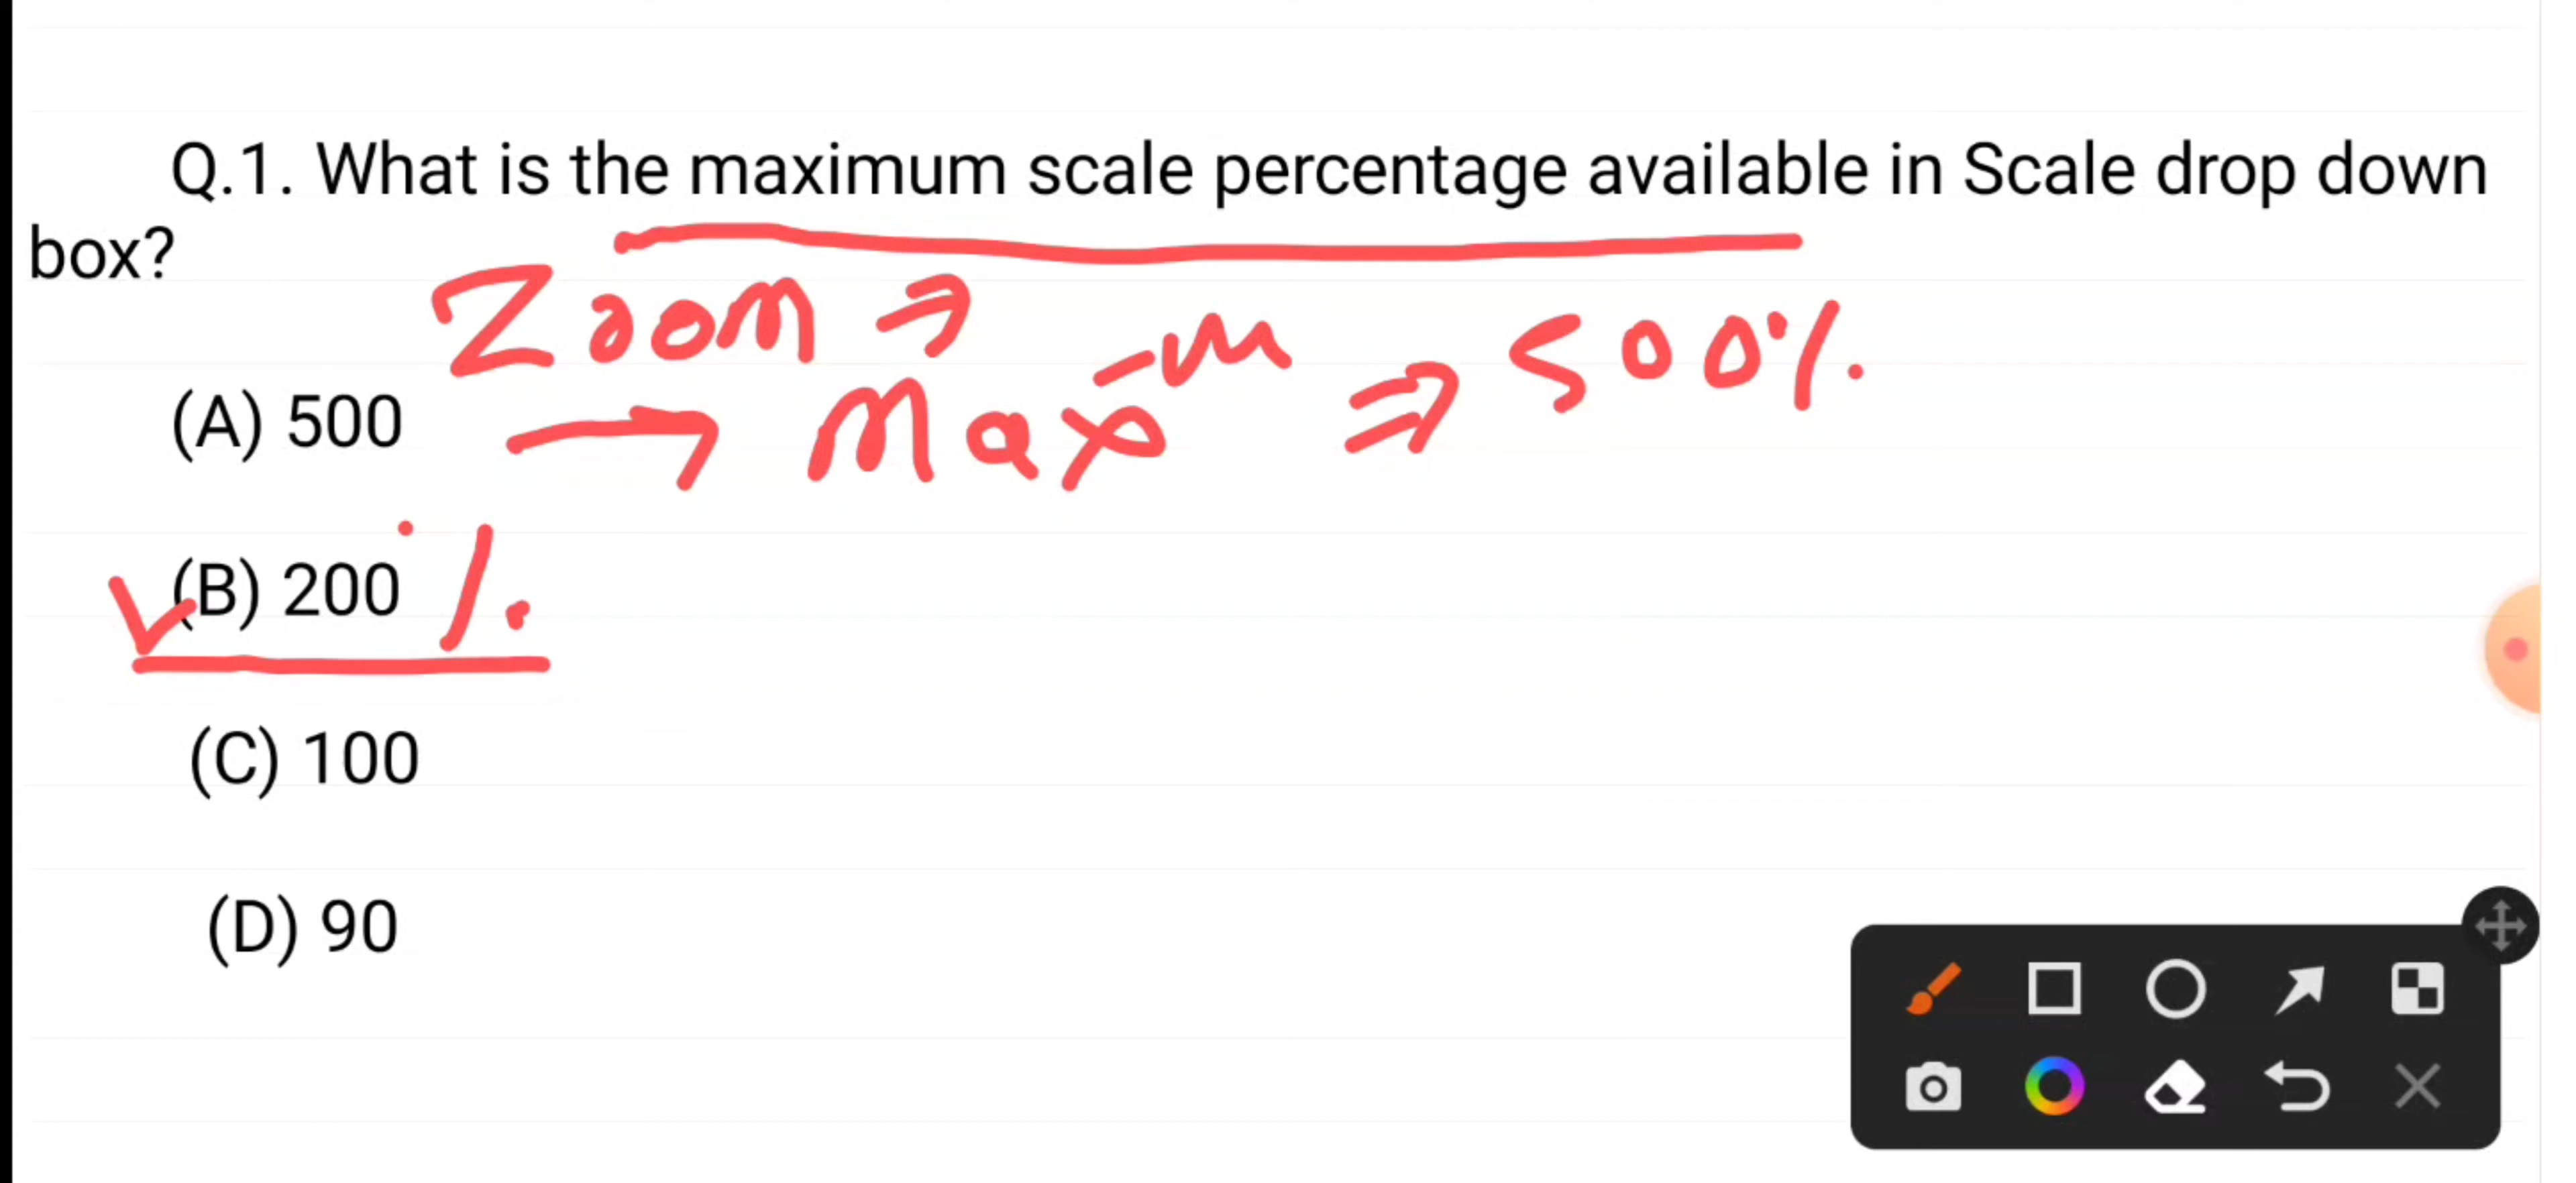 Q.1. What is the maximum scale percentage available in Scale drop down
box?
Zoom ⇒
→ Max-m ⇒ 500%.
(A) 500
(B) 200 %.
(C) 100
(D) 90